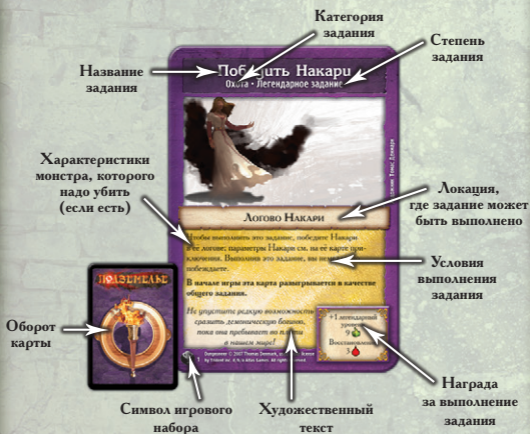 Категория
задания
Степень
задания
Название
задания
Победить Накари
Охота • Легендарное задание
Характеристики
монстра, которого
надо убить
(если есть)
Логово Накари
Локация,
где задание может
быть выполнено
Чтобы выполнить это задание, победите Накари
в её логове; параметры Накари см. на её карте при-
ключения. Выполнив это задание, вы
побеждаете.
Условия
выполнения
задания
В начале игры эта карта разыгрывается в качестве
общего задания.
ПОДЗЕМЕЛЬЕ
Оборот
карты
Не упустите редкую возможность
сразить демоническую богиню,
пока она пребывает во плоти
в нашем мире!
+1 легендарный
уровень
9
Восстановление
3
Награда
за выполнение
задания
Символ игрового
набора
Художественный
текст